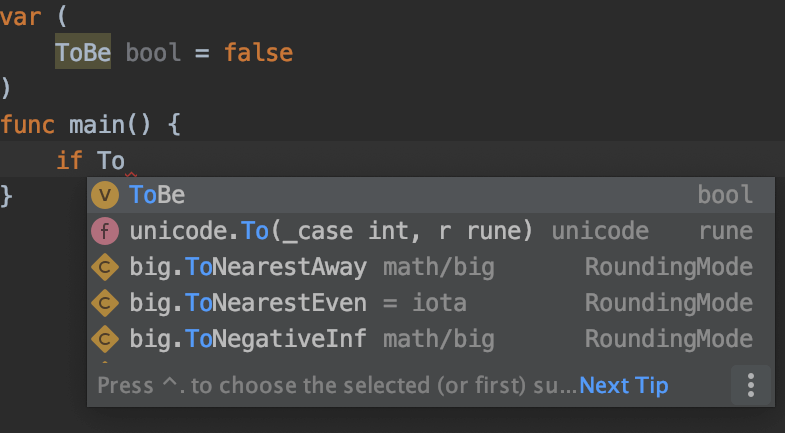 var (
ToBe bool = false
)
func main() {
if To
}
V ToBe bool
f unicode.To(_case int, r rune) unicode rune
C big.ToNearestAway math/big RoundingMode
C big.ToNearestEven = iota RoundingMode
C big.ToNegativeInf math/big RoundingMode
Press ^. to choose the selected (or first) su... Next Tip